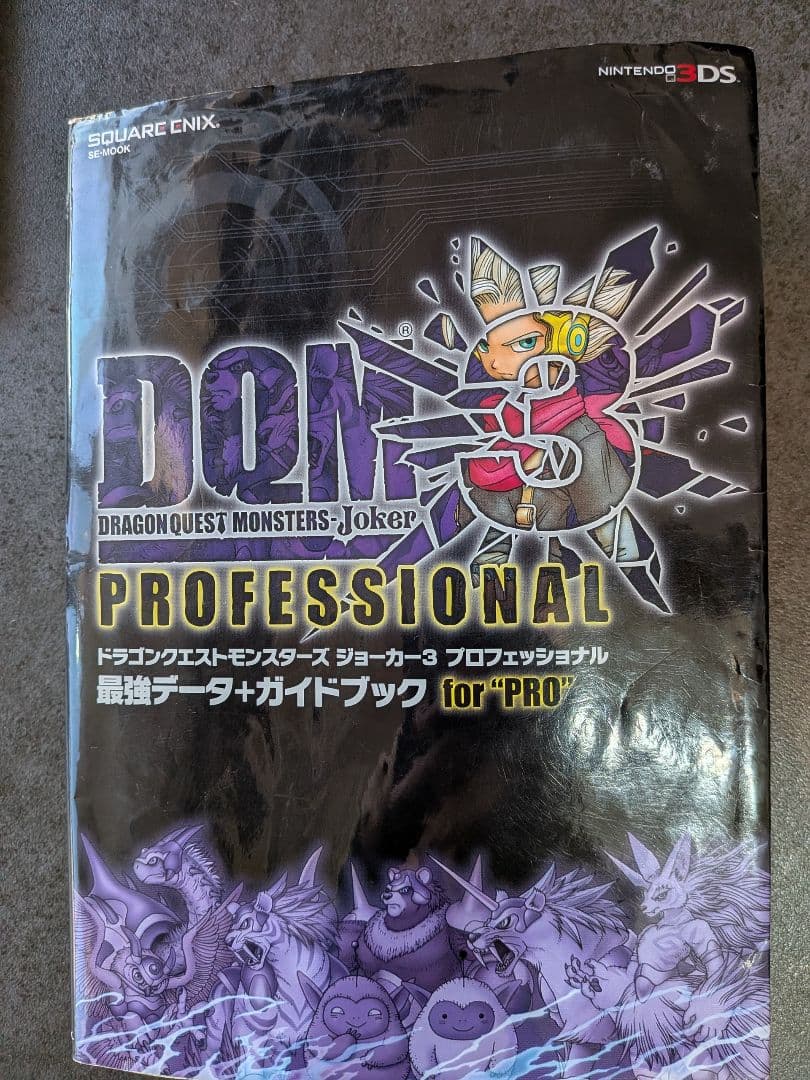 NINTENDO 3DS
SQUARE ENIX®
SE-MOOK
DQM® 3
DRAGON QUEST MONSTERS-Joker
PROFESSIONAL
ドラゴンクエストモンスターズ ジョーカー3 プロフェッショナル
最強データ+ガイドブック for "PRO"